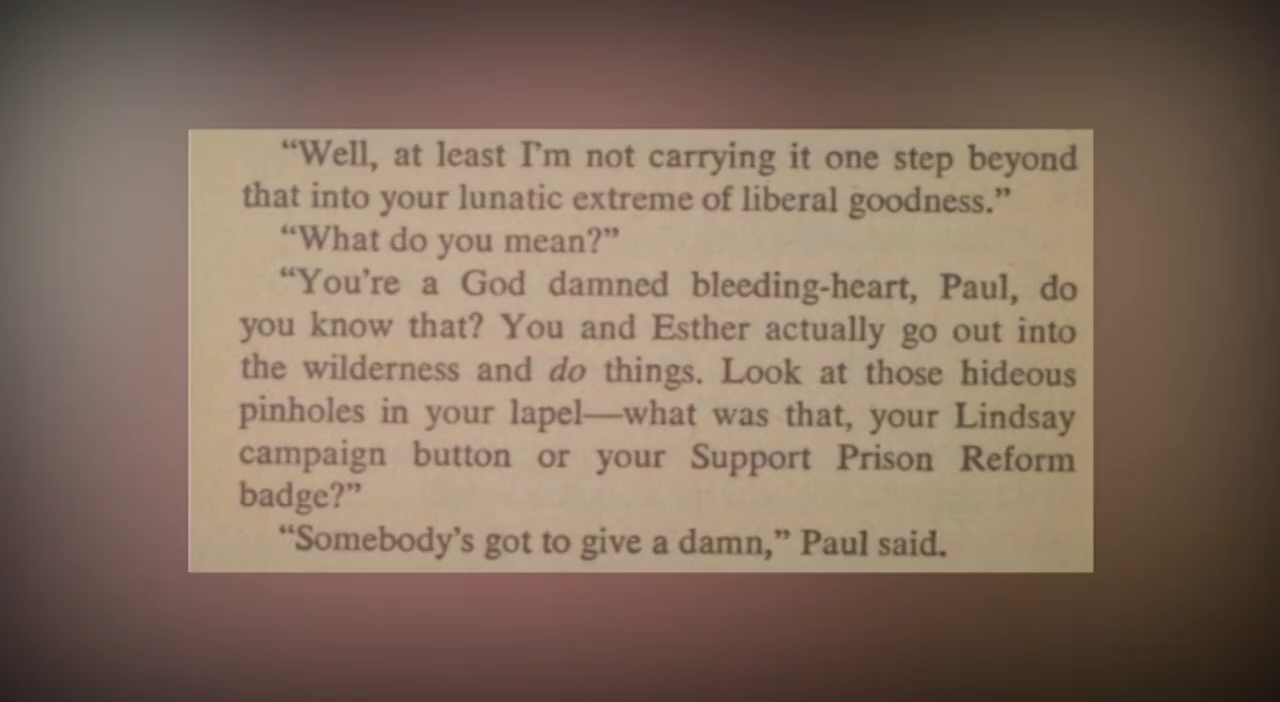 “Well, at least I’m not carrying it one step beyond
that into your lunatic extreme of liberal goodness.”
“What do you mean?”
“You’re a God damned bleeding-heart, Paul, do
you know that? You and Esther actually go out into
the wilderness and do things. Look at those hideous
pinholes in your lapel—what was that, your Lindsay
campaign button or your Support Prison Reform
badge?”
“Somebody’s got to give a damn,” Paul said.